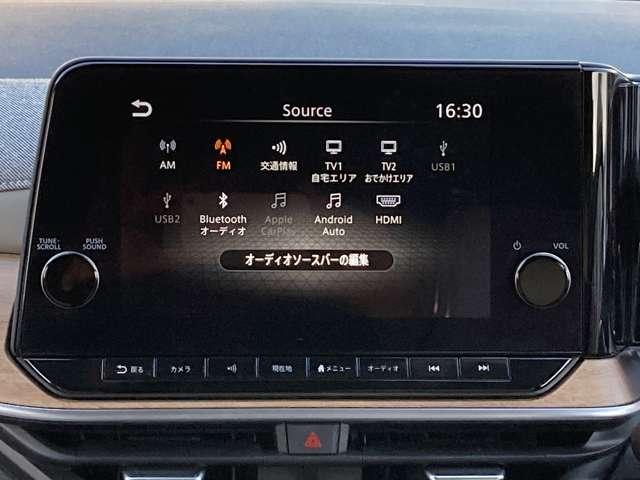 Source 16:30
AM FM 交通情報 TV1 TV2 USB1
自宅エリア おでかけエリア
USB2 Bluetooth Apple Android HDMI
オーディオ CarPlay Auto
TUNE・ PUSH
SCROLL SOUND
VOL
オーディオソースバーの編集
戻る カメラ 現在地 メニュー オーディオ